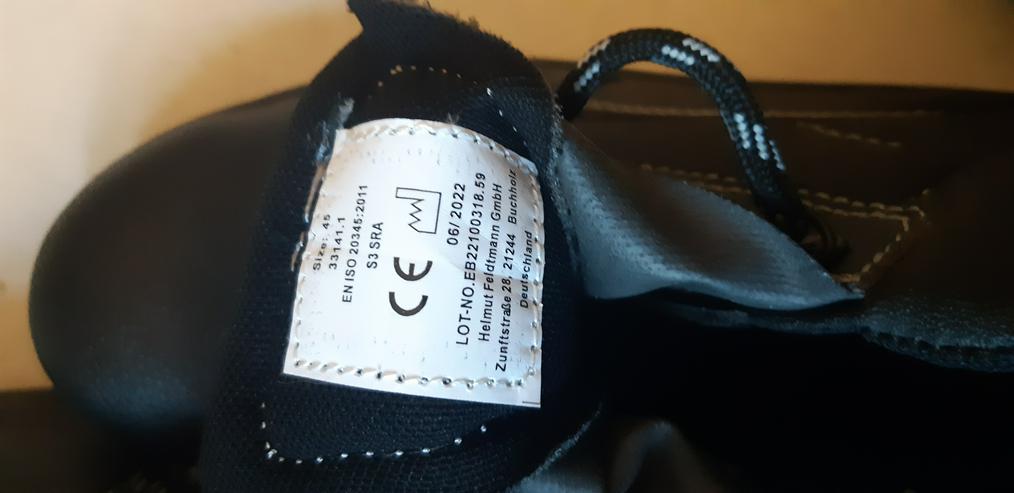 Size: 45
33141.1
EN ISO 20345:2011
S3 SRA
CE
06/2022
LOT-NO.EB22100318.59
Helmut Feldtmann GmbH
Zunftstraße 28, 21244 Buchholz
Deutschland